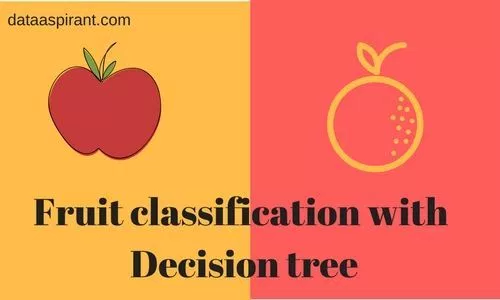 dataaspirant.com
Fruit classification with
Decision tree